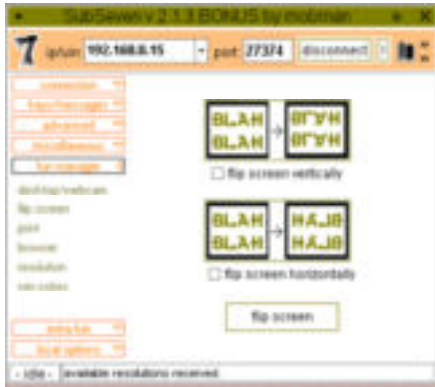 SubSeven v 2.1.3 BONUS by mobman
ip/uin: 192.168.0.15 port: 27374 disconnect
connection
keys/messages
advanced
miscellaneous
fun manager
desktop/webcam
flip screen
print
browser
resolution
win colors
extra fun
local options
BLAH
BLAH
flip screen vertically
BLAH
BLAH
flip screen horizontally
flip screen
- idle - available resolutions received.